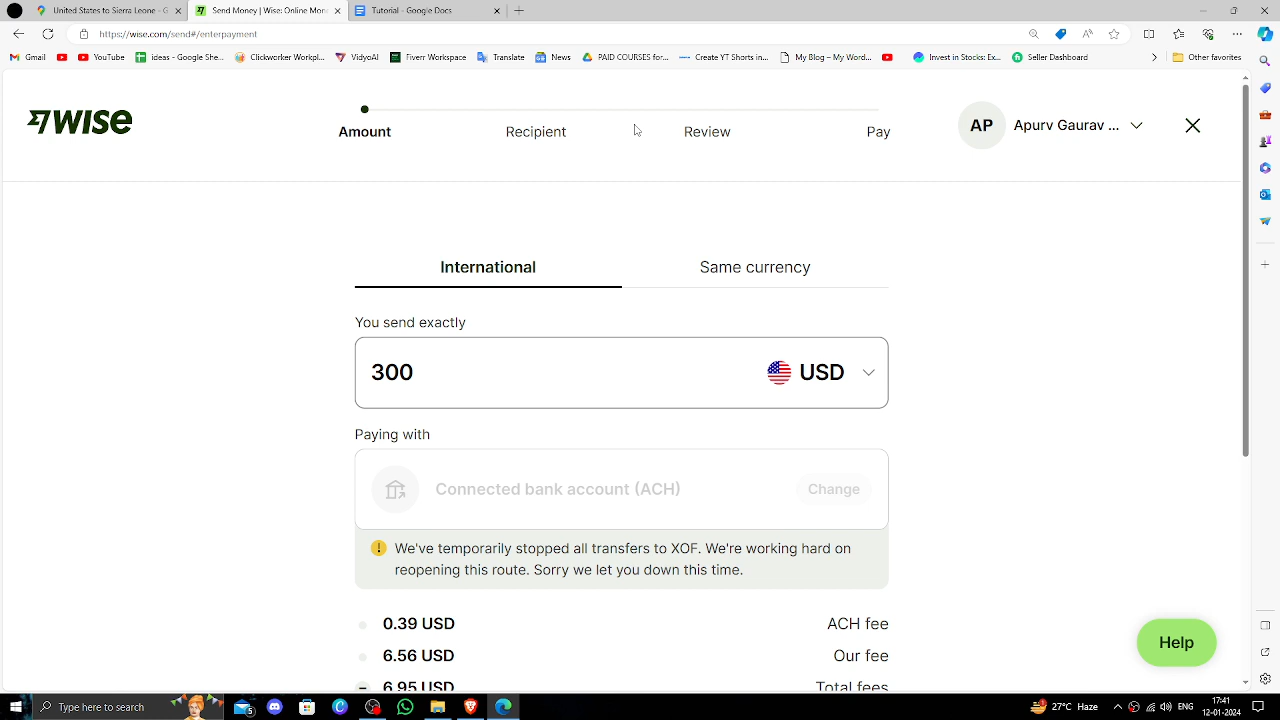 United States to Sierra Leone - G
Send Money | Wise: Online Mone
Tutorial - Google Docs
https://wise.com/send#/enterpayment
Gmail
YouTube
ideas - Google She...
Clickworker Workpl...
VidyoAI
Fiverr Workspace
Translate
News
PAID COURSES for...
Create YT Shorts in...
My Blog – My Word...
Invest in Stocks: Ex...
Seller Dashboard
Other favorites
WISE
Amount
Recipient
Review
Pay
AP
Apurv Gaurav ...
International
Same currency
You send exactly
300
USD
Paying with
Connected bank account (ACH)
Change
We've temporarily stopped all transfers to XOF. We're working hard on
reopening this route. Sorry we let you down this time.
0.39 USD
ACH fee
6.56 USD
Our fee
6.95 USD
Total fees
Help
Type here to search
5
27°C Haze
ENG
17:41
12-01-2024